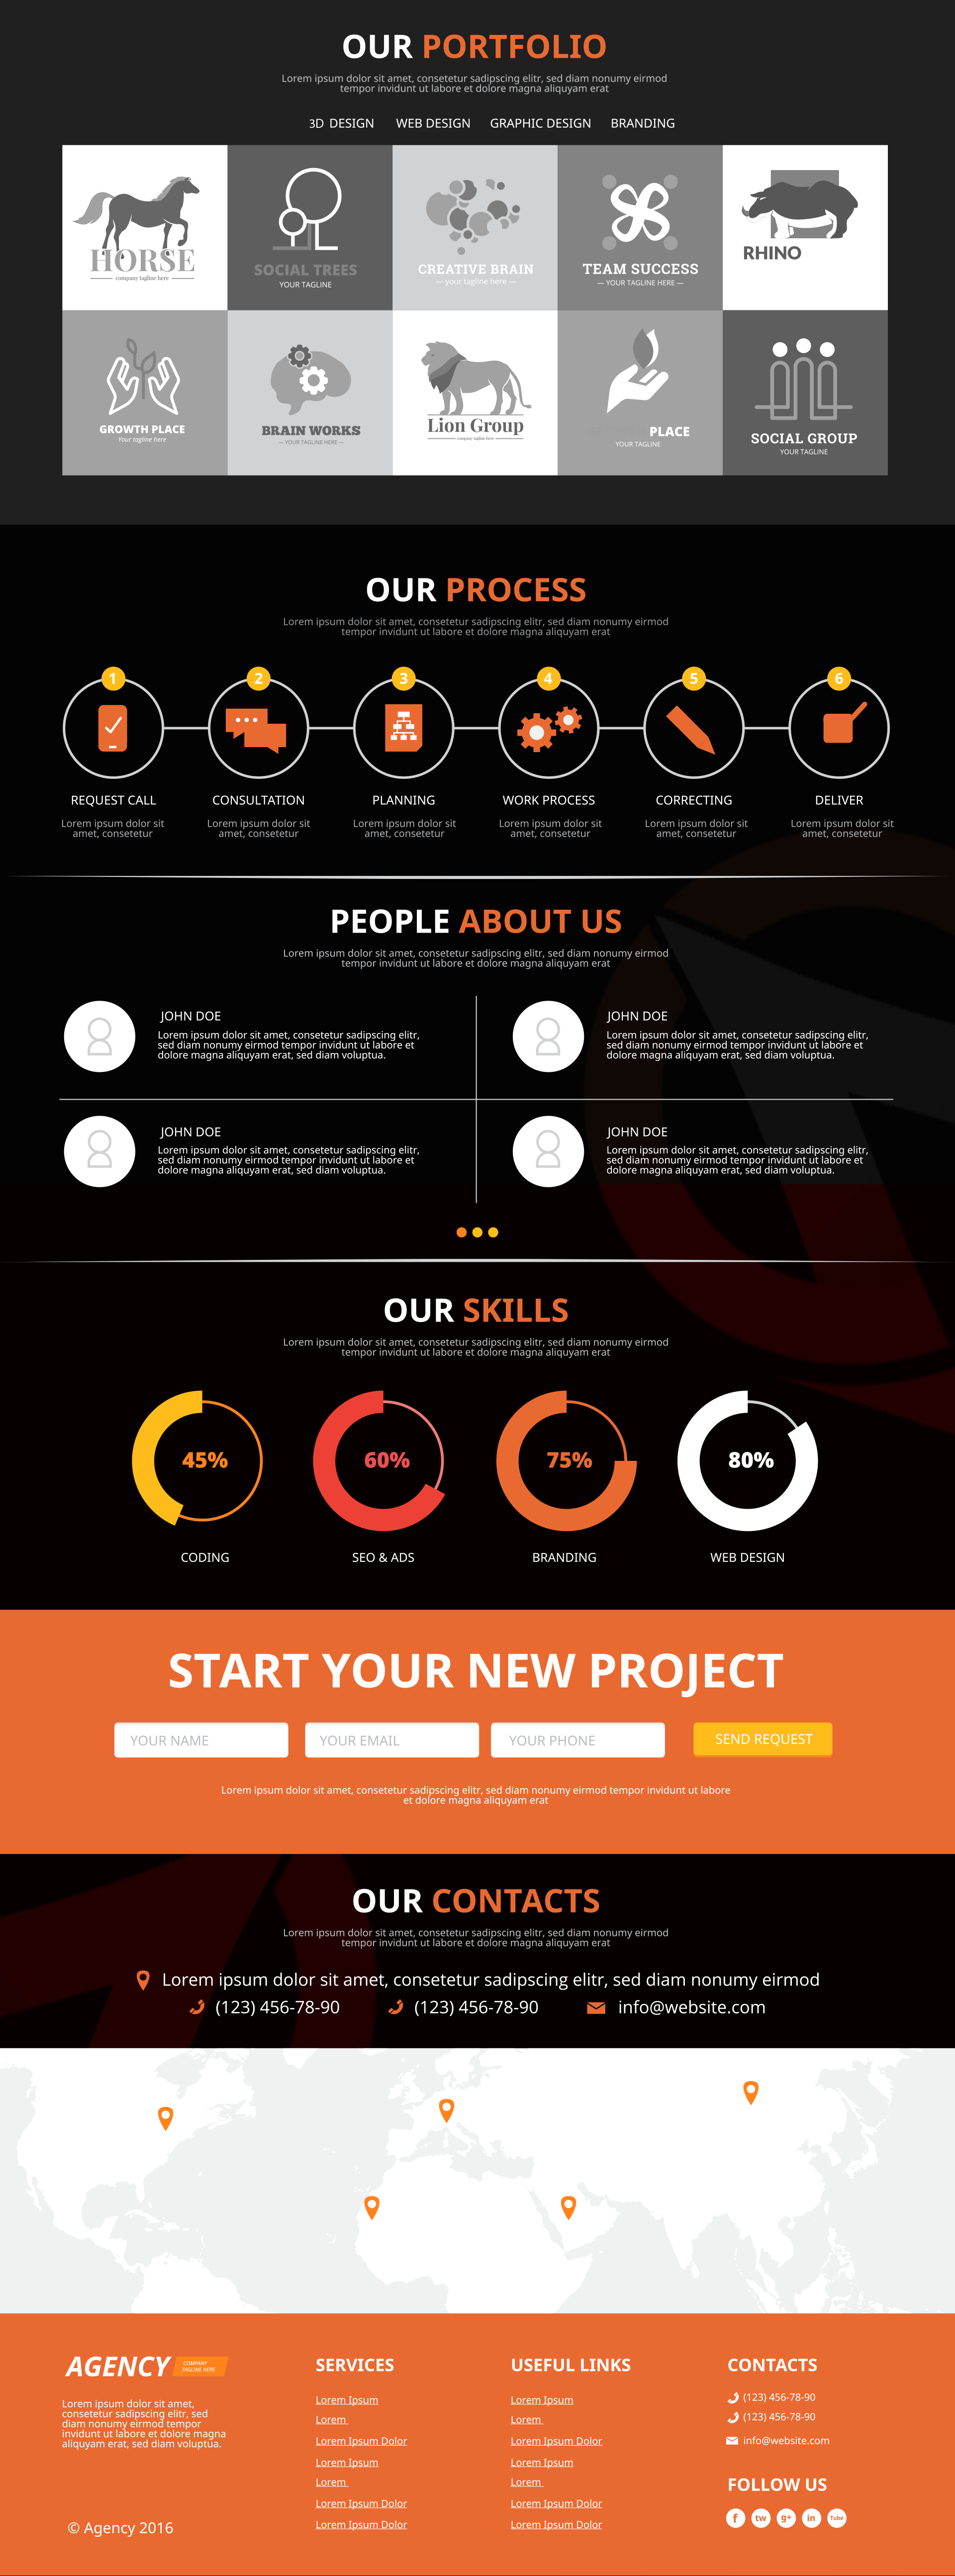 OUR PORTFOLIO
Lorem ipsum dolor sit amet, consetetur sadipscing elitr, sed diam nonumy eirmod
tempor invidunt ut labore et dolore magna aliquyam erat
3D DESIGN WEB DESIGN GRAPHIC DESIGN BRANDING
HORSE
company tagline here
SOCIAL TREES
YOUR TAGLINE
CREATIVE BRAIN
— your tagline here —
TEAM SUCCESS
— YOUR TAGLINE HERE —
RHINO
GROWTH PLACE
Your tagline here
BRAIN WORKS
— YOUR TAGLINE HERE —
Lion Group
company tagline here
PLACE
YOUR TAGLINE
SOCIAL GROUP
YOUR TAGLINE
OUR PROCESS
Lorem ipsum dolor sit amet, consetetur sadipscing elitr, sed diam nonumy eirmod
tempor invidunt ut labore et dolore magna aliquyam erat
1 2 3 4 5 6
REQUEST CALL CONSULTATION PLANNING WORK PROCESS CORRECTING DELIVER
Lorem ipsum dolor sit
amet, consetetur
Lorem ipsum dolor sit
amet, consetetur
Lorem ipsum dolor sit
amet, consetetur
Lorem ipsum dolor sit
amet, consetetur
Lorem ipsum dolor sit
amet, consetetur
Lorem ipsum dolor sit
amet, consetetur
PEOPLE ABOUT US
Lorem ipsum dolor sit amet, consetetur sadipscing elitr, sed diam nonumy eirmod
tempor invidunt ut labore et dolore magna aliquyam erat
JOHN DOE
Lorem ipsum dolor sit amet, consetetur sadipscing elitr,
sed diam nonumy eirmod tempor invidunt ut labore et
dolore magna aliquyam erat, sed diam voluptua.
JOHN DOE
Lorem ipsum dolor sit amet, consetetur sadipscing elitr,
sed diam nonumy eirmod tempor invidunt ut labore et
dolore magna aliquyam erat, sed diam voluptua.
JOHN DOE
Lorem ipsum dolor sit amet, consetetur sadipscing elitr,
sed diam nonumy eirmod tempor invidunt ut labore et
dolore magna aliquyam erat, sed diam voluptua.
JOHN DOE
Lorem ipsum dolor sit amet, consetetur sadipscing elitr,
sed diam nonumy eirmod tempor invidunt ut labore et
dolore magna aliquyam erat, sed diam voluptua.
OUR SKILLS
Lorem ipsum dolor sit amet, consetetur sadipscing elitr, sed diam nonumy eirmod
tempor invidunt ut labore et dolore magna aliquyam erat
45% 60% 75% 80%
CODING SEO & ADS BRANDING WEB DESIGN
START YOUR NEW PROJECT
YOUR NAME YOUR EMAIL YOUR PHONE SEND REQUEST
Lorem ipsum dolor sit amet, consetetur sadipscing elitr, sed diam nonumy eirmod tempor invidunt ut labore
et dolore magna aliquyam erat
OUR CONTACTS
Lorem ipsum dolor sit amet, consetetur sadipscing elitr, sed diam nonumy eirmod
tempor invidunt ut labore et dolore magna aliquyam erat
Lorem ipsum dolor sit amet, consetetur sadipscing elitr, sed diam nonumy eirmod
(123) 456-78-90 (123) 456-78-90 info@website.com
AGENCY
COMPANY
TAGLINE HERE
Lorem ipsum dolor sit amet,
consetetur sadipscing elitr, sed
diam nonumy eirmod tempor
invidunt ut labore et dolore magna
aliquyam erat, sed diam voluptua.
© Agency 2016
SERVICES
Lorem Ipsum
Lorem
Lorem Ipsum Dolor
Lorem Ipsum
Lorem
Lorem Ipsum Dolor
Lorem Ipsum Dolor
USEFUL LINKS
Lorem Ipsum
Lorem
Lorem Ipsum Dolor
Lorem Ipsum
Lorem
Lorem Ipsum Dolor
Lorem Ipsum Dolor
CONTACTS
(123) 456-78-90
(123) 456-78-90
info@website.com
FOLLOW US
f tw g+ in Tube